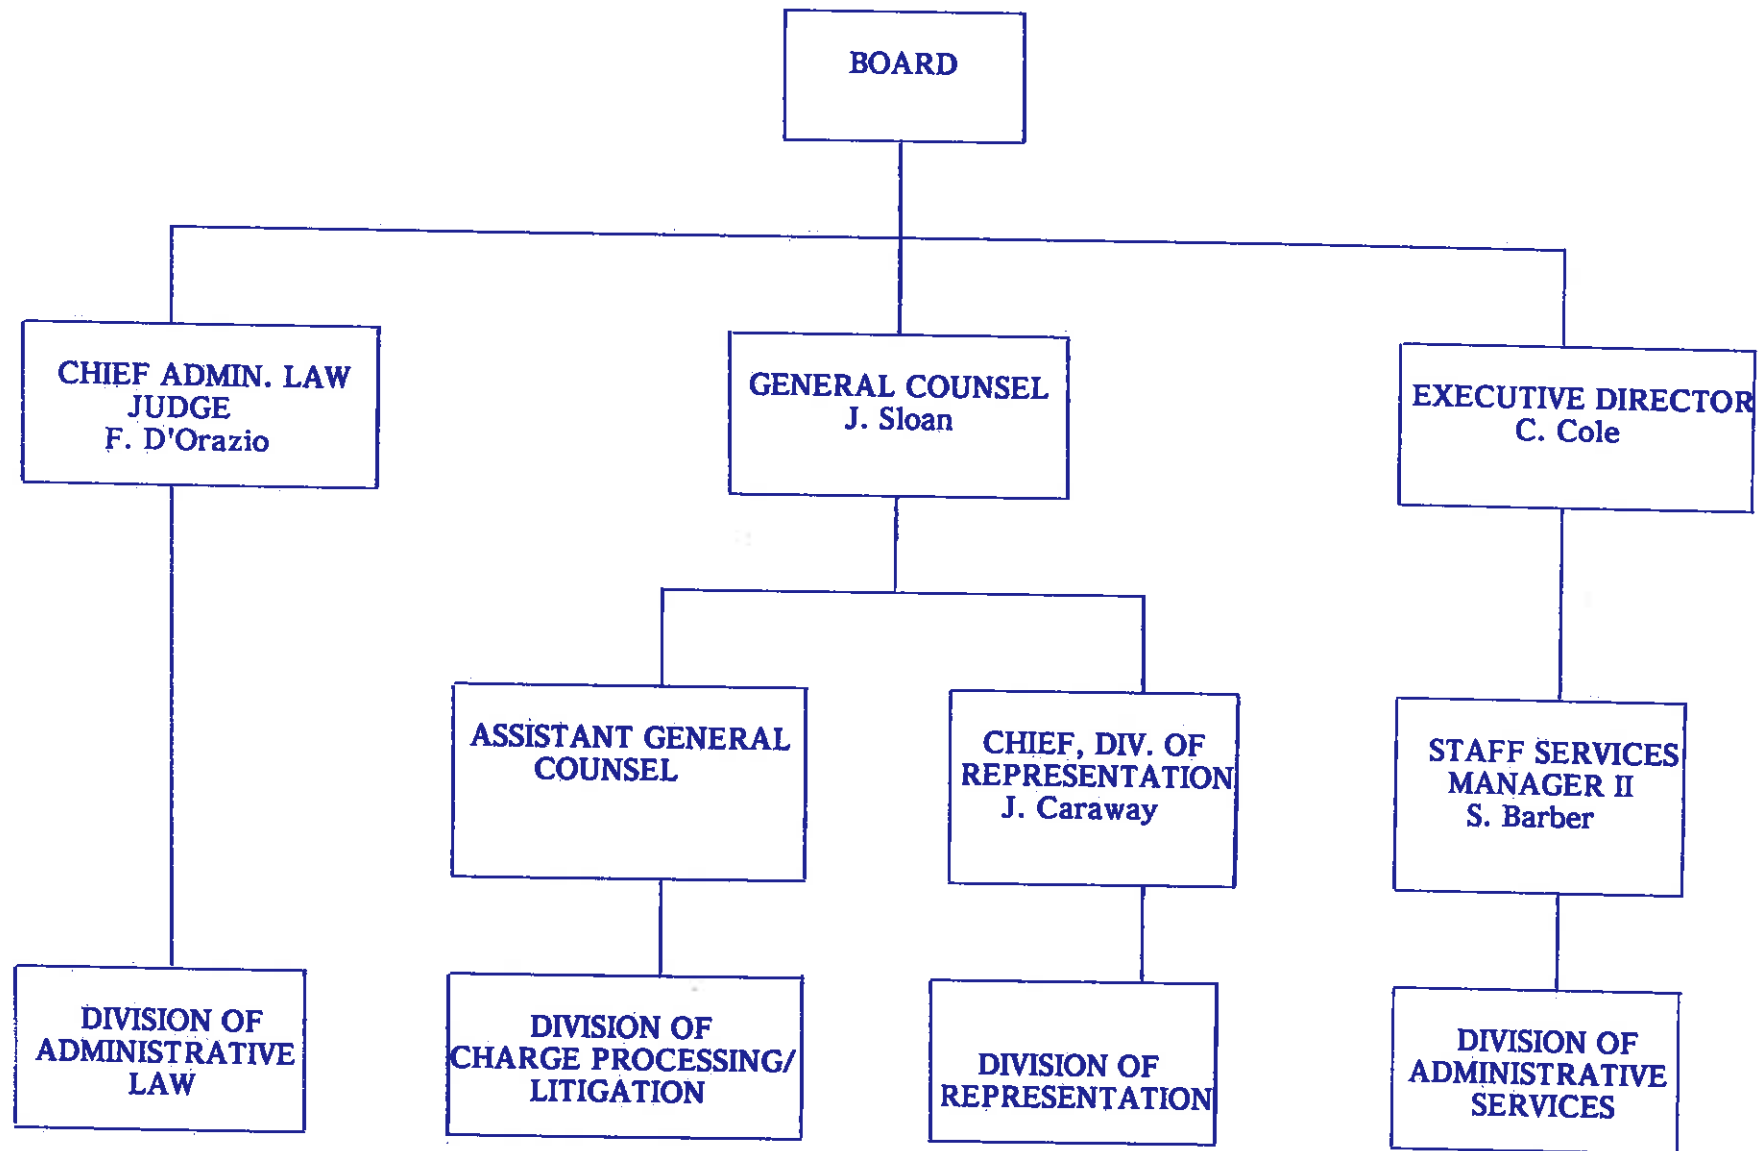 BOARD
CHIEF ADMIN. LAW
JUDGE
F. D'Orazio
GENERAL COUNSEL
J. Sloan
EXECUTIVE DIRECTOR
C. Cole
ASSISTANT GENERAL
COUNSEL
CHIEF, DIV. OF
REPRESENTATION
J. Caraway
STAFF SERVICES
MANAGER II
S. Barber
DIVISION OF
ADMINISTRATIVE
LAW
DIVISION OF
CHARGE PROCESSING/
LITIGATION
DIVISION OF
REPRESENTATION
DIVISION OF
ADMINISTRATIVE
SERVICES